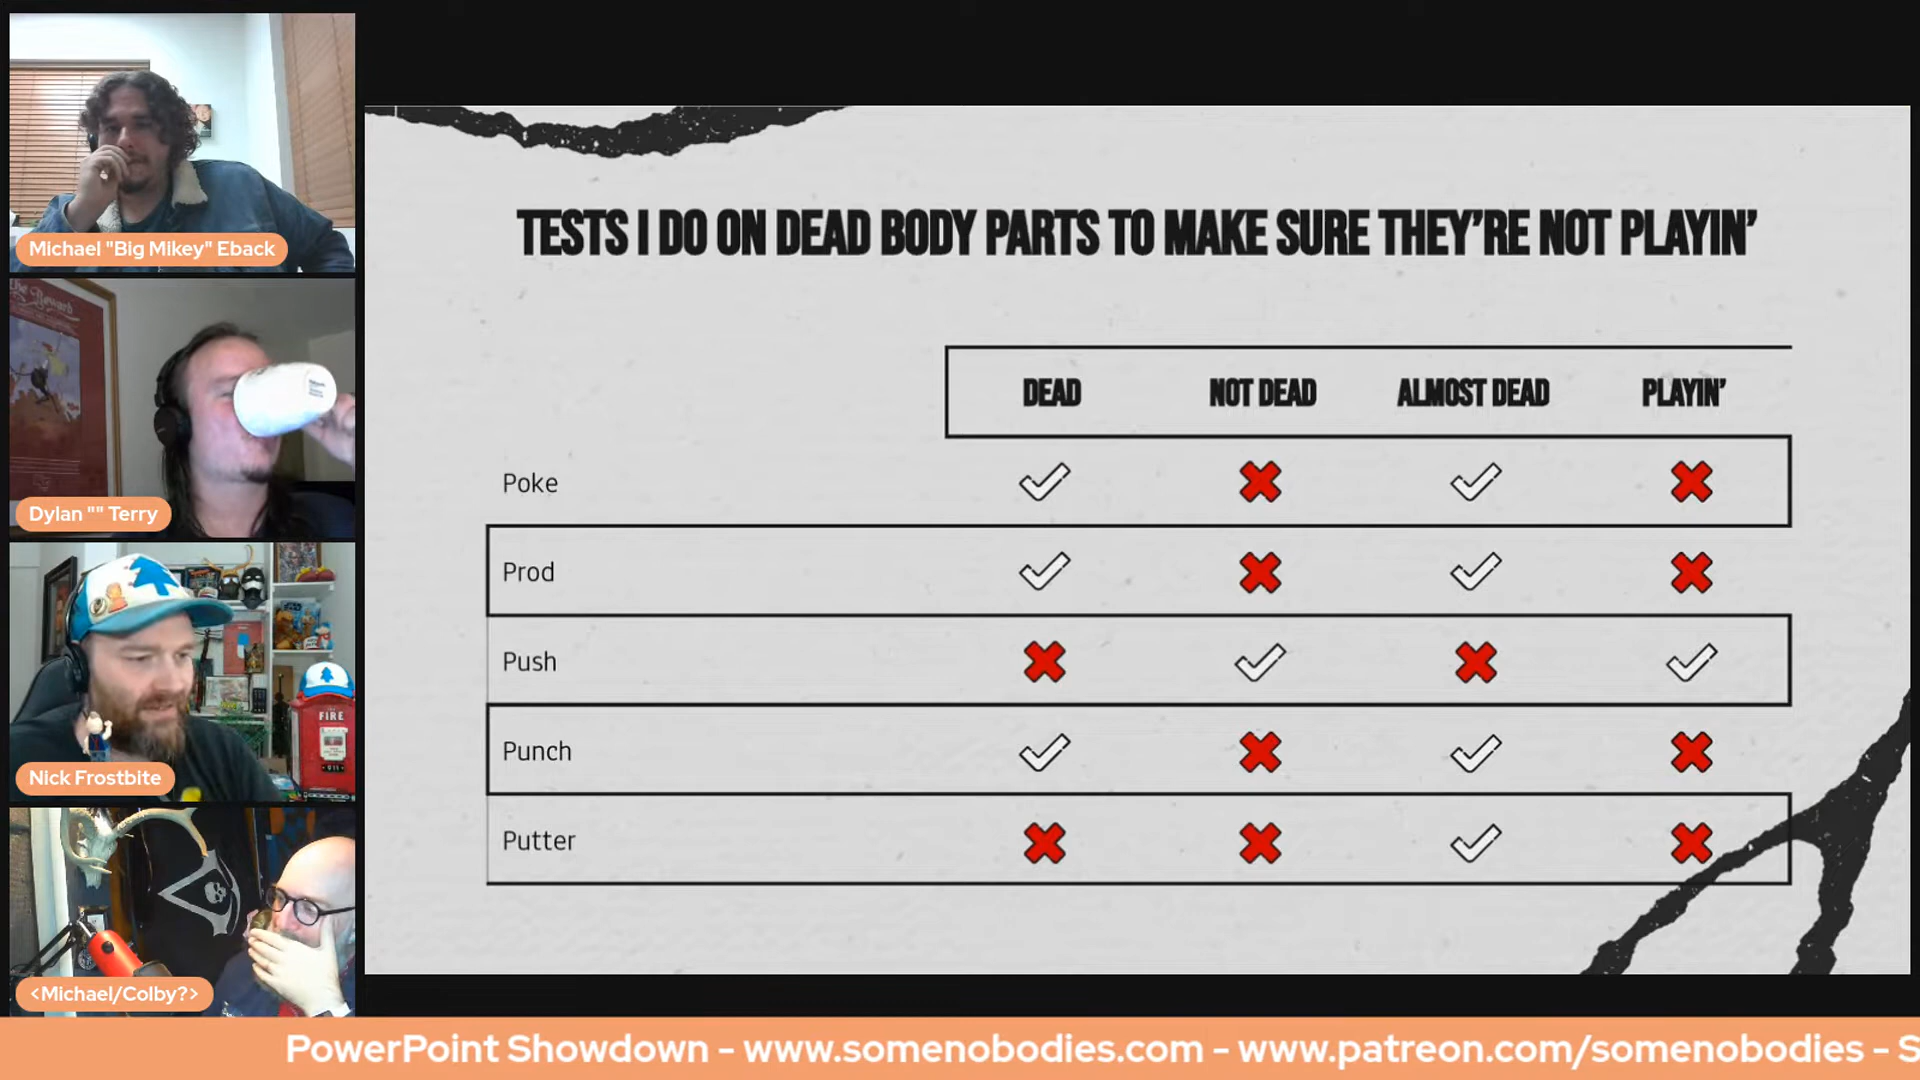 Michael "Big Mikey" Eback
Dylan "" Terry
Nick Frostbite
FIRE
<Michael/Colby?>
TESTS I DO ON DEAD BODY PARTS TO MAKE SURE THEY'RE NOT PLAYIN'
DEAD NOT DEAD ALMOST DEAD PLAYIN'
Poke
Prod
Push
Punch
Putter
PowerPoint Showdown - www.somenobodies.com - www.patreon.com/somenobodies - S